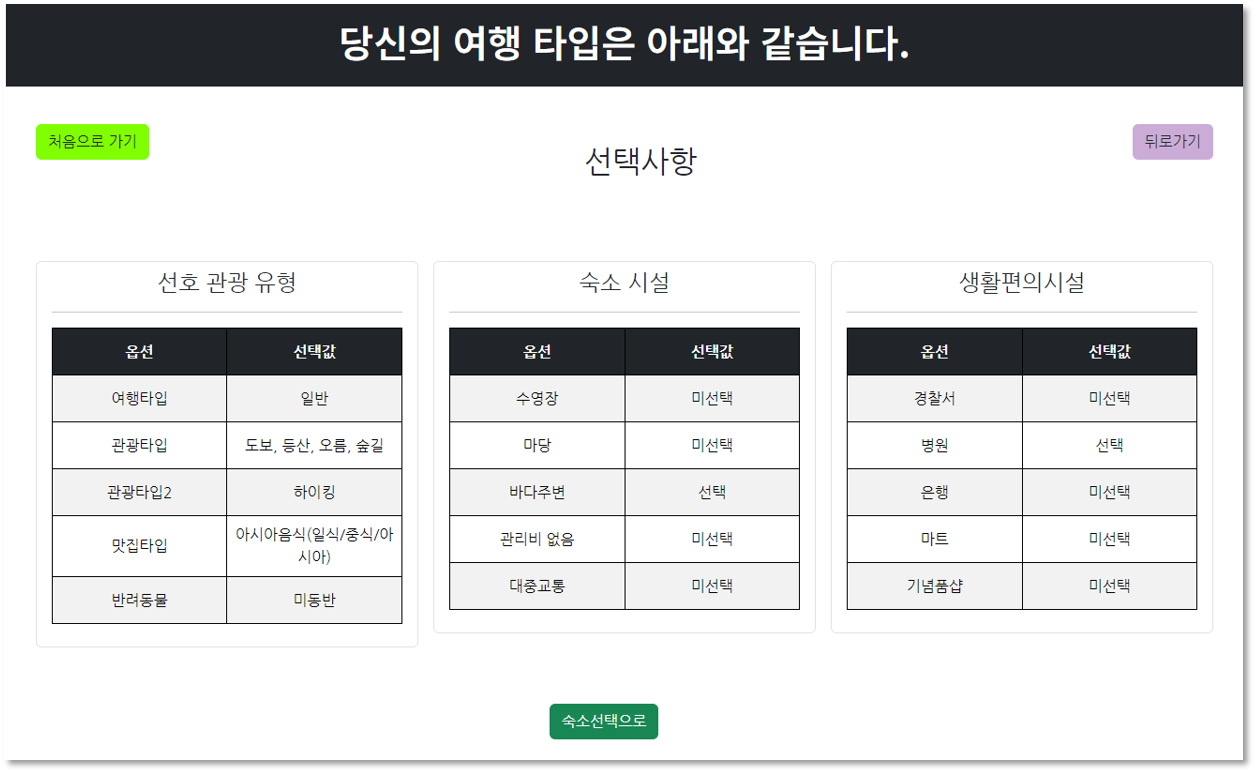 당신의 여행 타입은 아래와 같습니다.
처음으로 가기
뒤로가기
선택사항
선호 관광 유형
옵션 선택값
여행타입 일반
관광타입 도보, 등산, 오름, 숲길
관광타입2 하이킹
맛집타입 아시아음식(일식/중식/아
시아)
반려동물 미동반
숙소 시설
옵션 선택값
수영장 미선택
마당 미선택
바다주변 선택
관리비 없음 미선택
대중교통 미선택
생활편의시설
옵션 선택값
경찰서 미선택
병원 선택
은행 미선택
마트 미선택
기념품샵 미선택
숙소선택으로